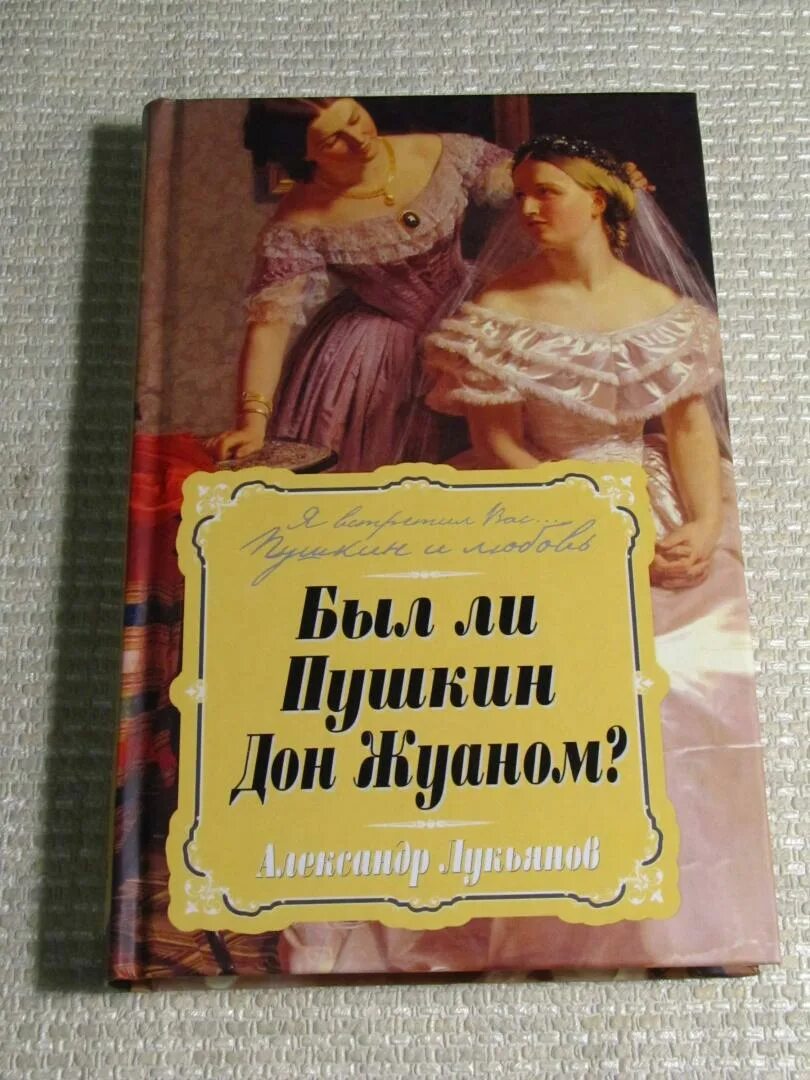 Я встретил Вас...
Пушкин и любовь
Был ли
Пушкин
Дон Жуаном?
Александр Лукьянов